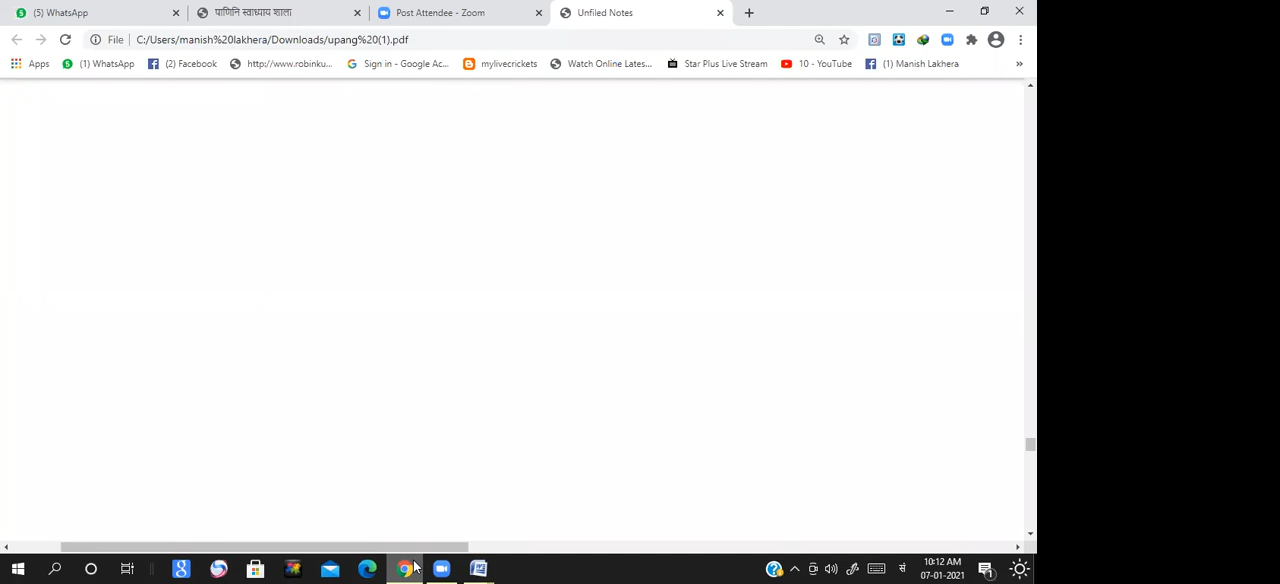 (5) WhatsApp
पाणिनि स्वाध्याय शाला
Post Attendee - Zoom
Unfiled Notes
File
C:/Users/manish%20lakhera/Downloads/upang%20(1).pdf
Apps
(1) WhatsApp
(2) Facebook
http://www.robinku...
Sign in - Google Ac...
mylivecrickets
Watch Online Lates...
Star Plus Live Stream
10 - YouTube
(1) Manish Lakhera
»
10:12 AM
07-01-2021